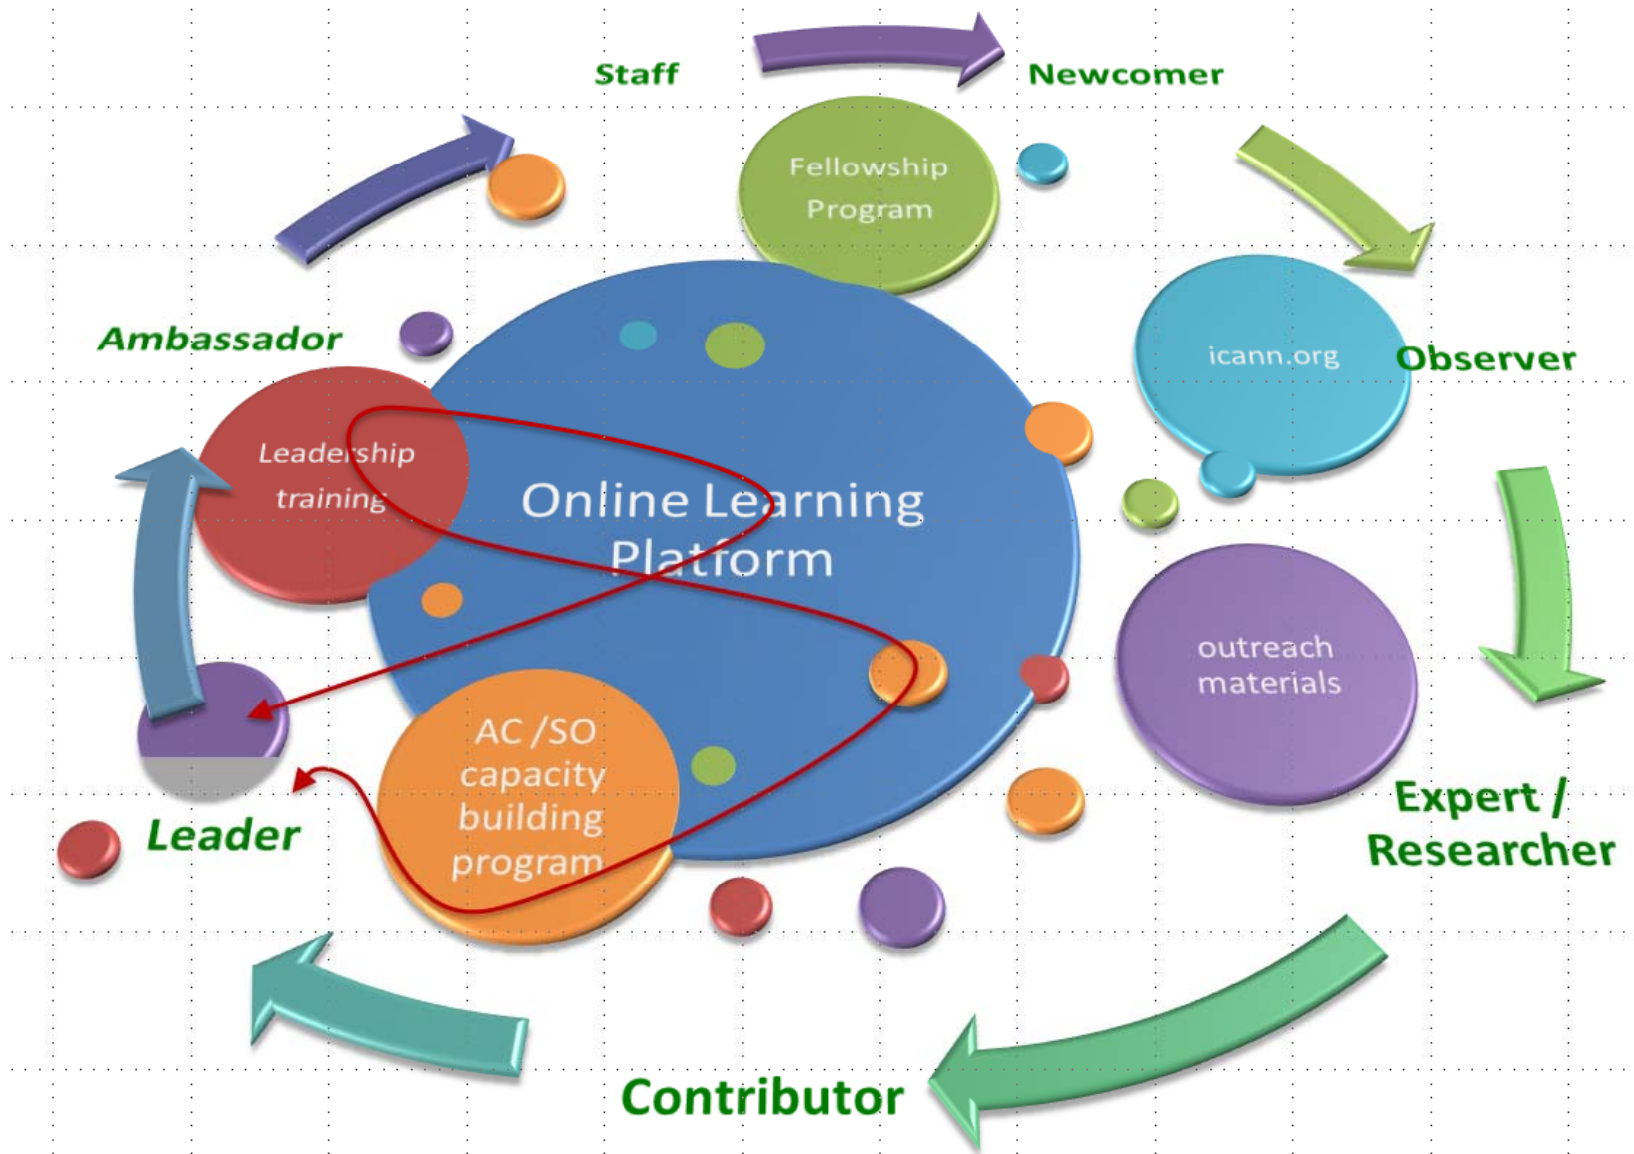 Staff
Newcomer
Fellowship
Program
Ambassador
icann.org
Observer
Leadership
training
Online Learning
Platform
outreach
materials
AC /SO
capacity
building
program
Expert /
Researcher
Leader
Contributor